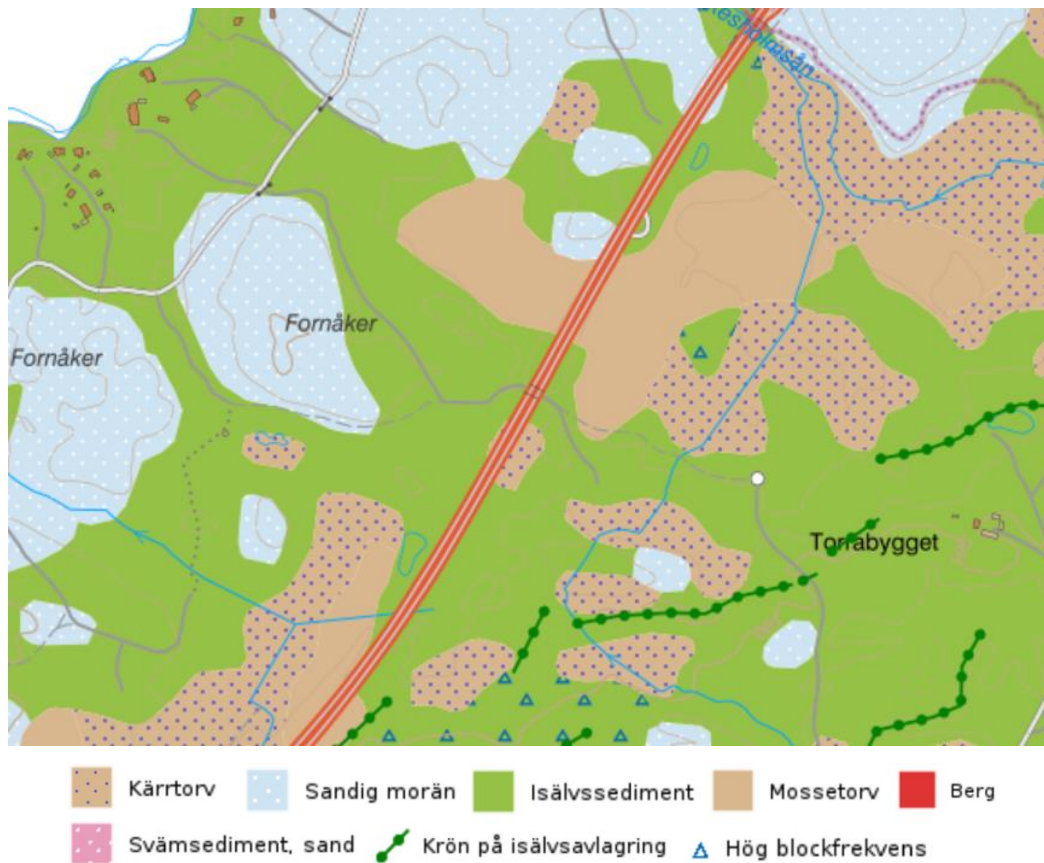 Fornåker
Fornåker
Torrabygget
Kärrtorv
Sandig morän
Isälvssediment
Mossetorv
Berg
Svämsediment, sand
Krön på isälvsavlagring
Hög blockfrekvens